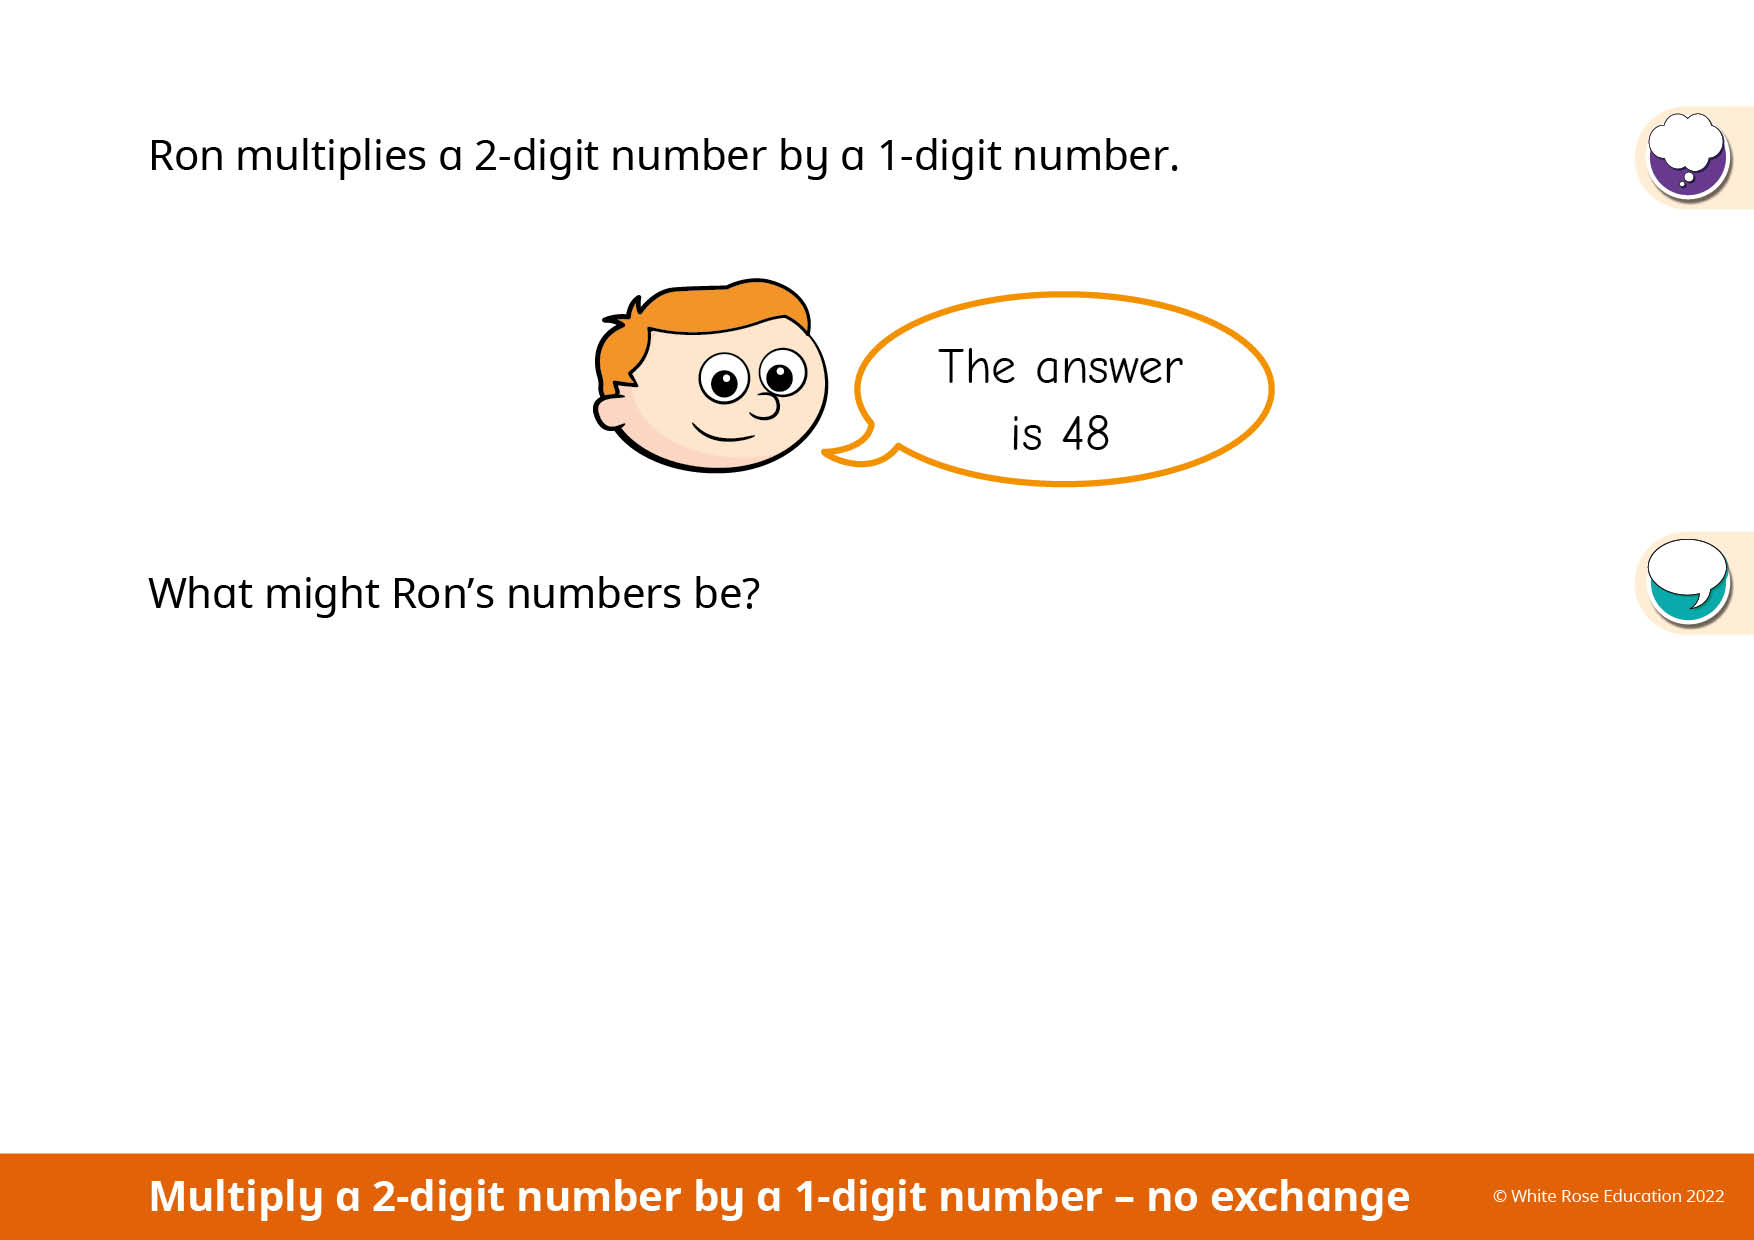 Ron multiplies a 2-digit number by a 1-digit number.
The answer
is 48
What might Ron’s numbers be?
Multiply a 2-digit number by a 1-digit number – no exchange
© White Rose Education 2022